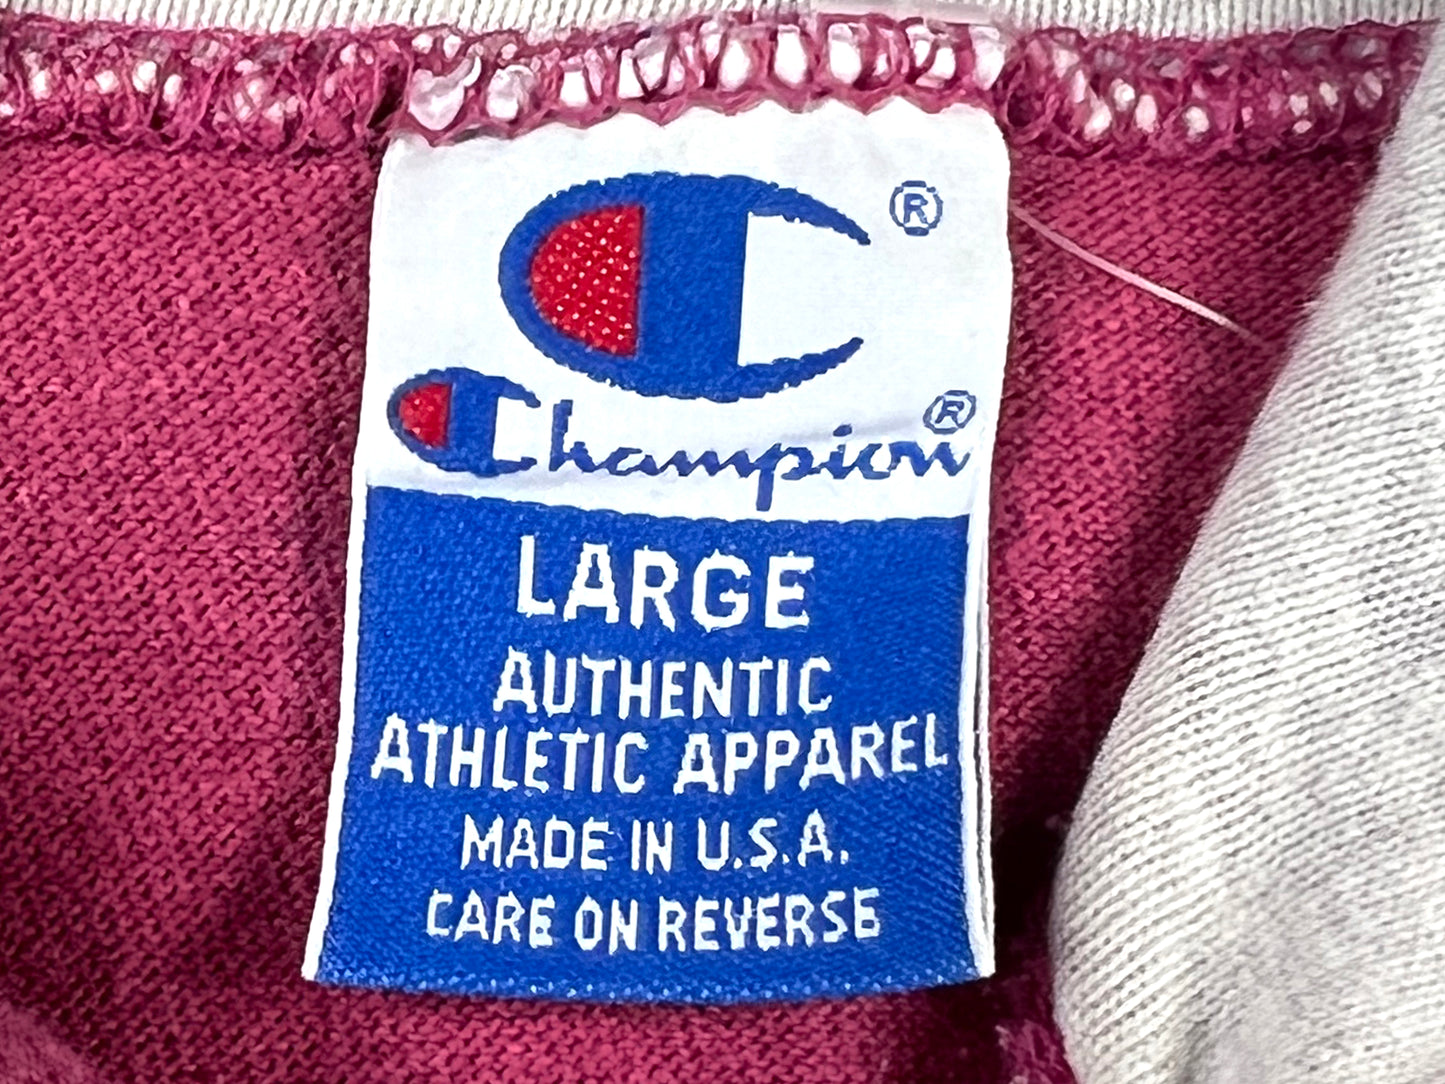 ®
Champion®
LARGE
AUTHENTIC
ATHLETIC APPAREL
MADE IN U.S.A.
CARE ON REVERSE